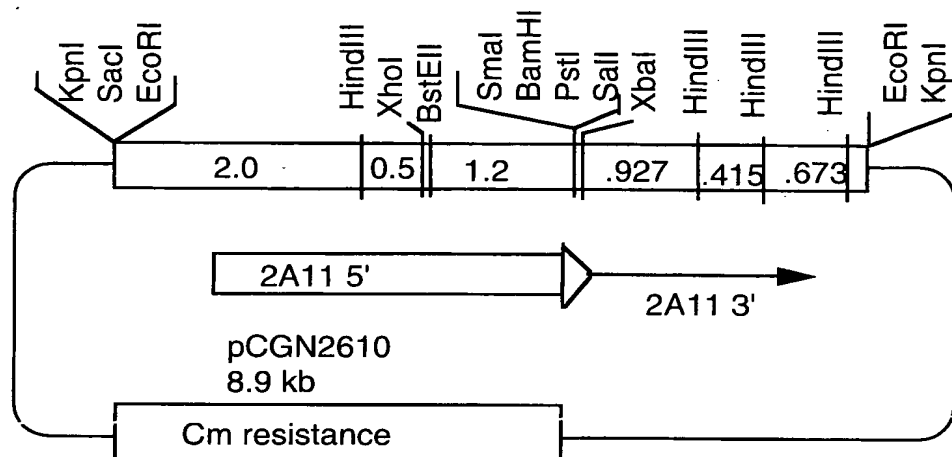 KpnI
SacI
EcoRI
HindIII
XhoI
BstEII
SmaI
BamHI
PstI
SalI
XbaI
HindIII
HindIII
HindIII
EcoRI
KpnI
2.0
0.5
1.2
.927
.415
.673
2A11 5'
2A11 3'
pCGN2610
8.9 kb
Cm resistance